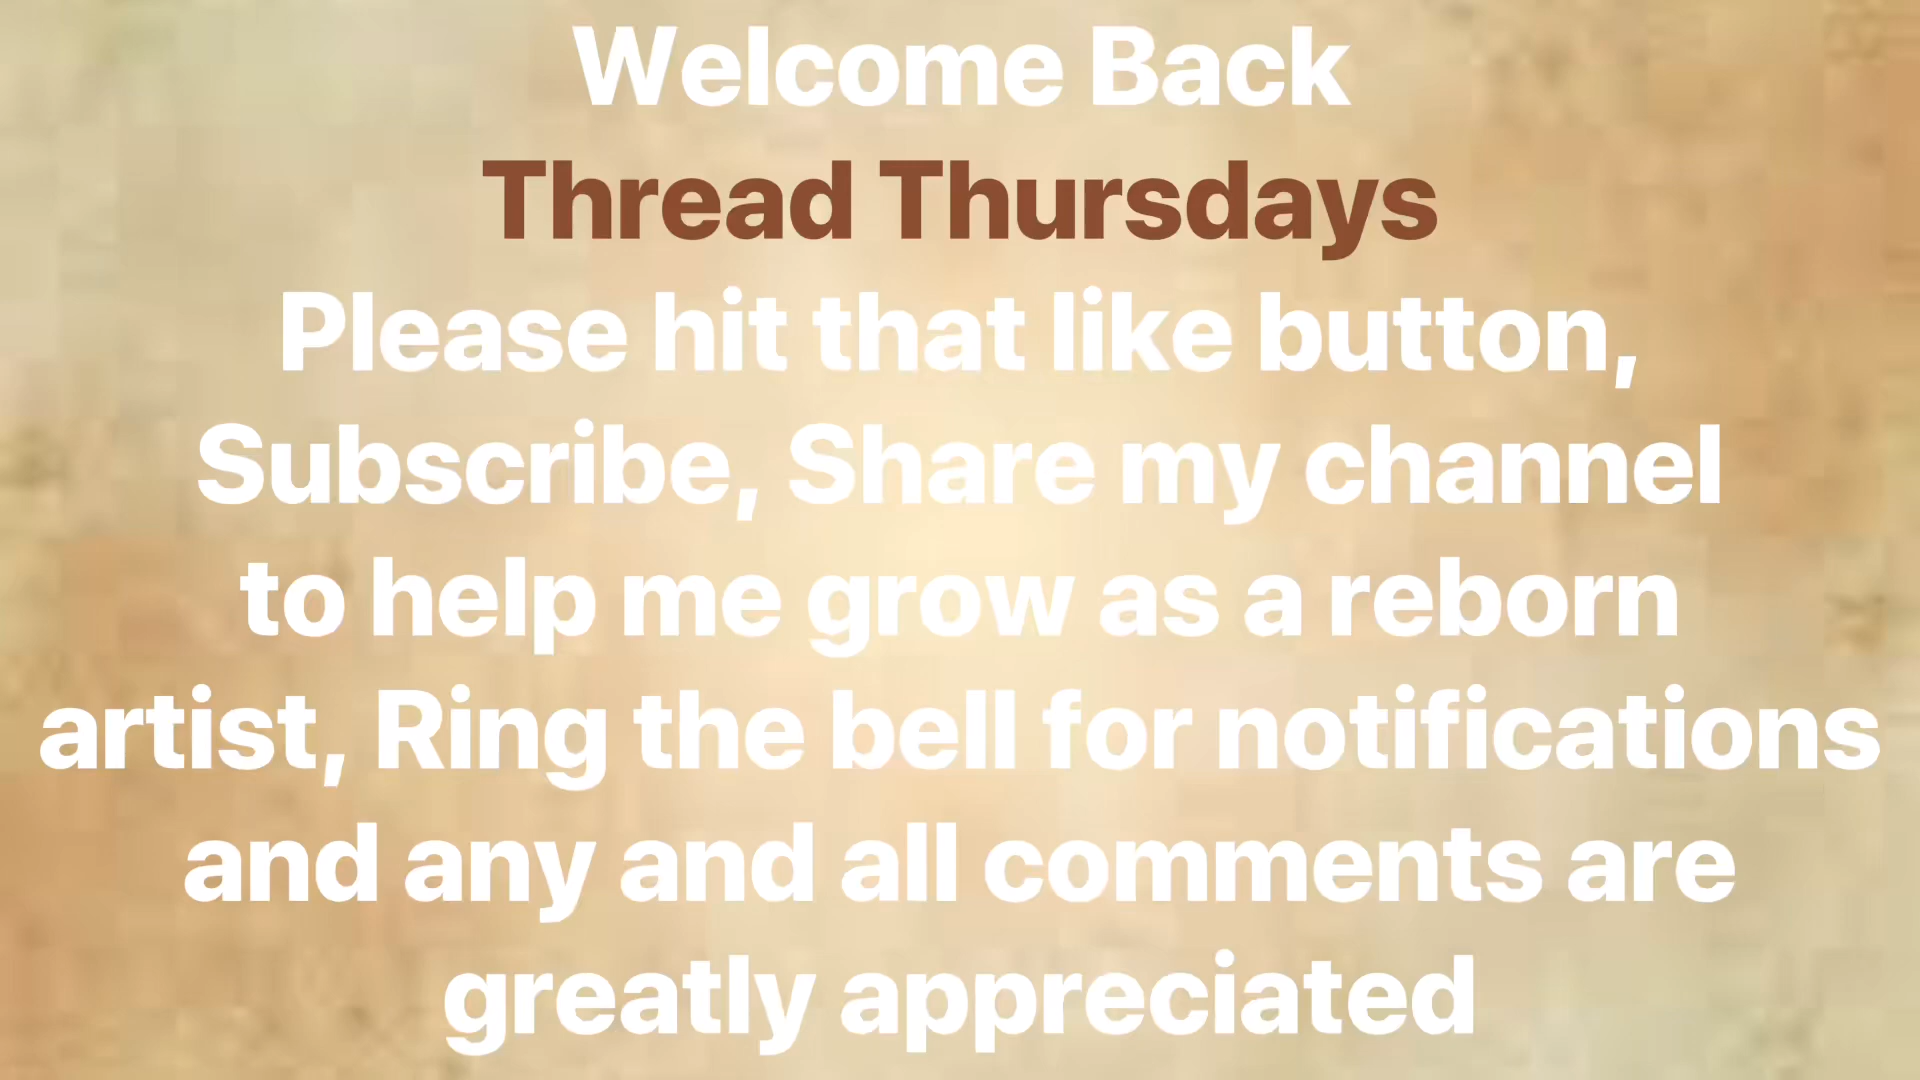 Welcome Back
Thread Thursdays
Please hit that like button,
Subscribe, Share my channel
to help me grow as a reborn
artist, Ring the bell for notifications
and any and all comments are
greatly appreciated